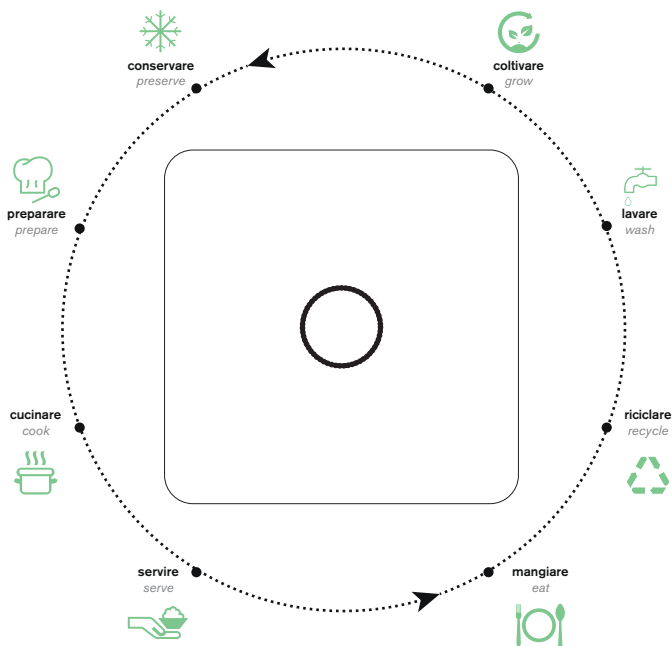 conservare
preserve
coltivare
grow
preparare
prepare
lavare
wash
cucinare
cook
riciclare
recycle
servire
serve
mangiare
eat